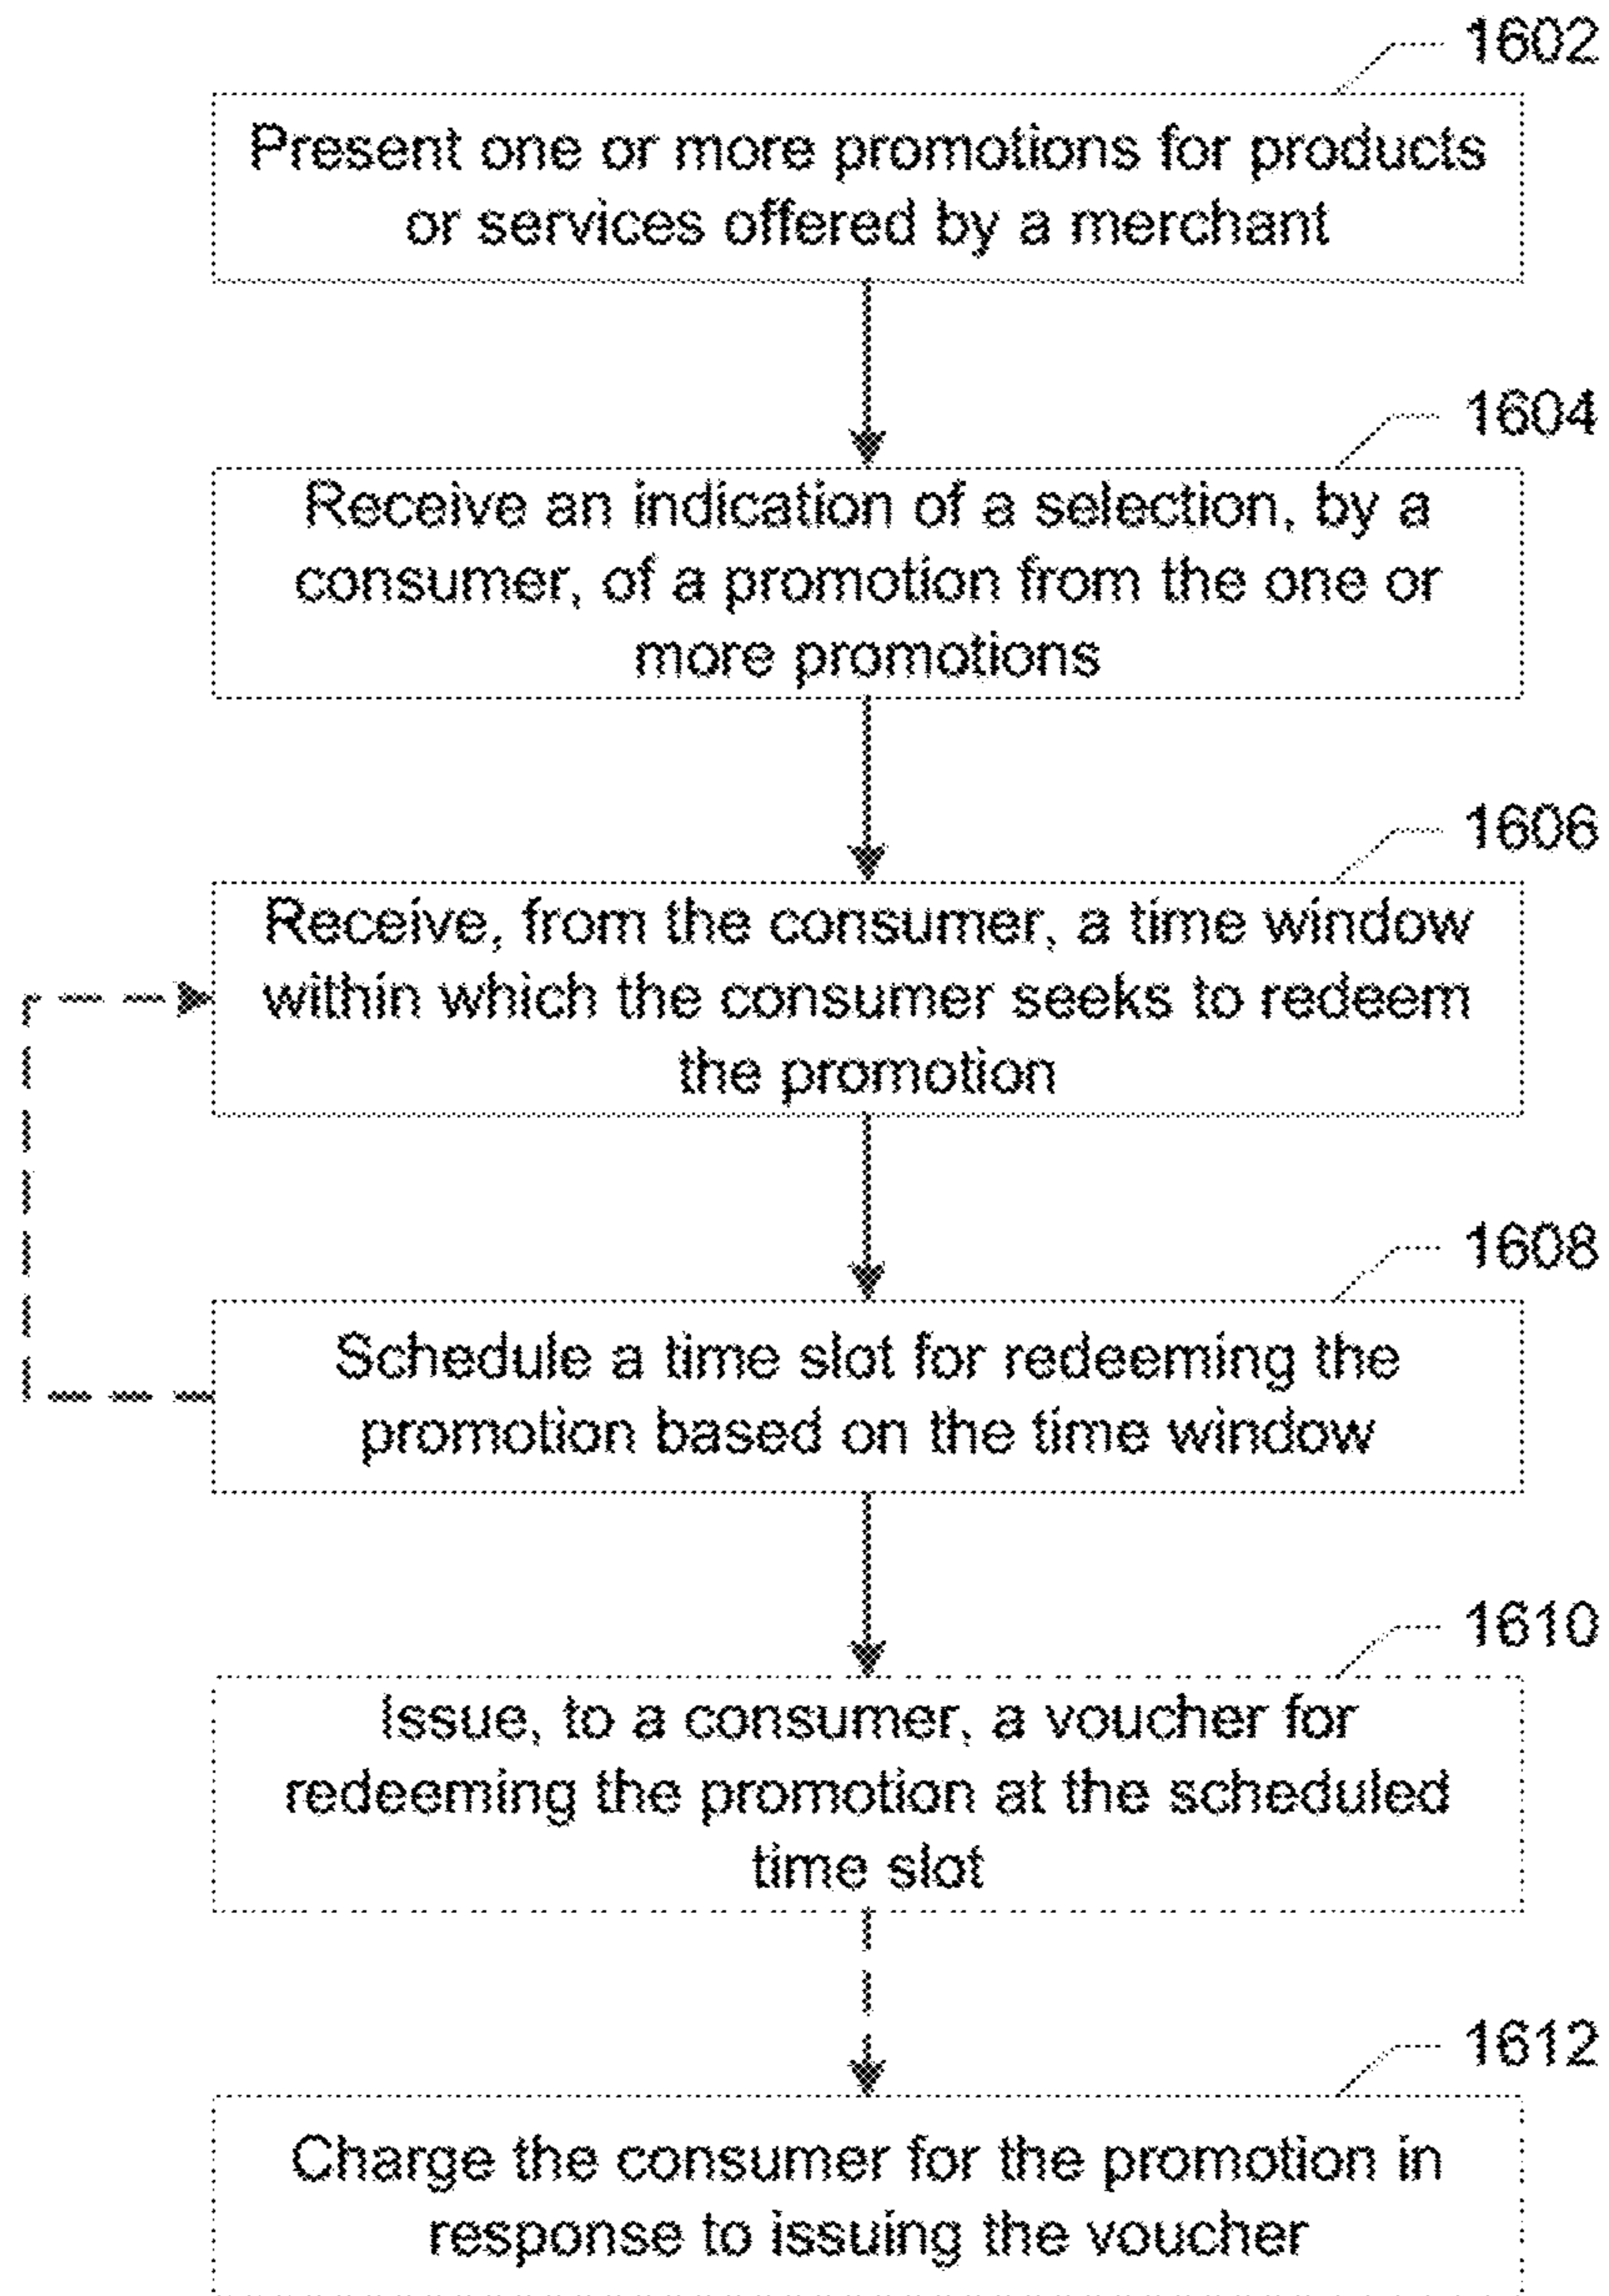 1602
Present one or more promotions for products
or services offered by a merchant
1604
Receive an indication of a selection, by a
consumer, of a promotion from the one or
more promotions
1606
Receive, from the consumer, a time window
within which the consumer seeks to redeem
the promotion
1608
Schedule a time slot for redeeming the
promotion based on the time window
1610
Issue, to a consumer, a voucher for
redeeming the promotion at the scheduled
time slot
1612
Charge the consumer for the promotion in
response to issuing the voucher